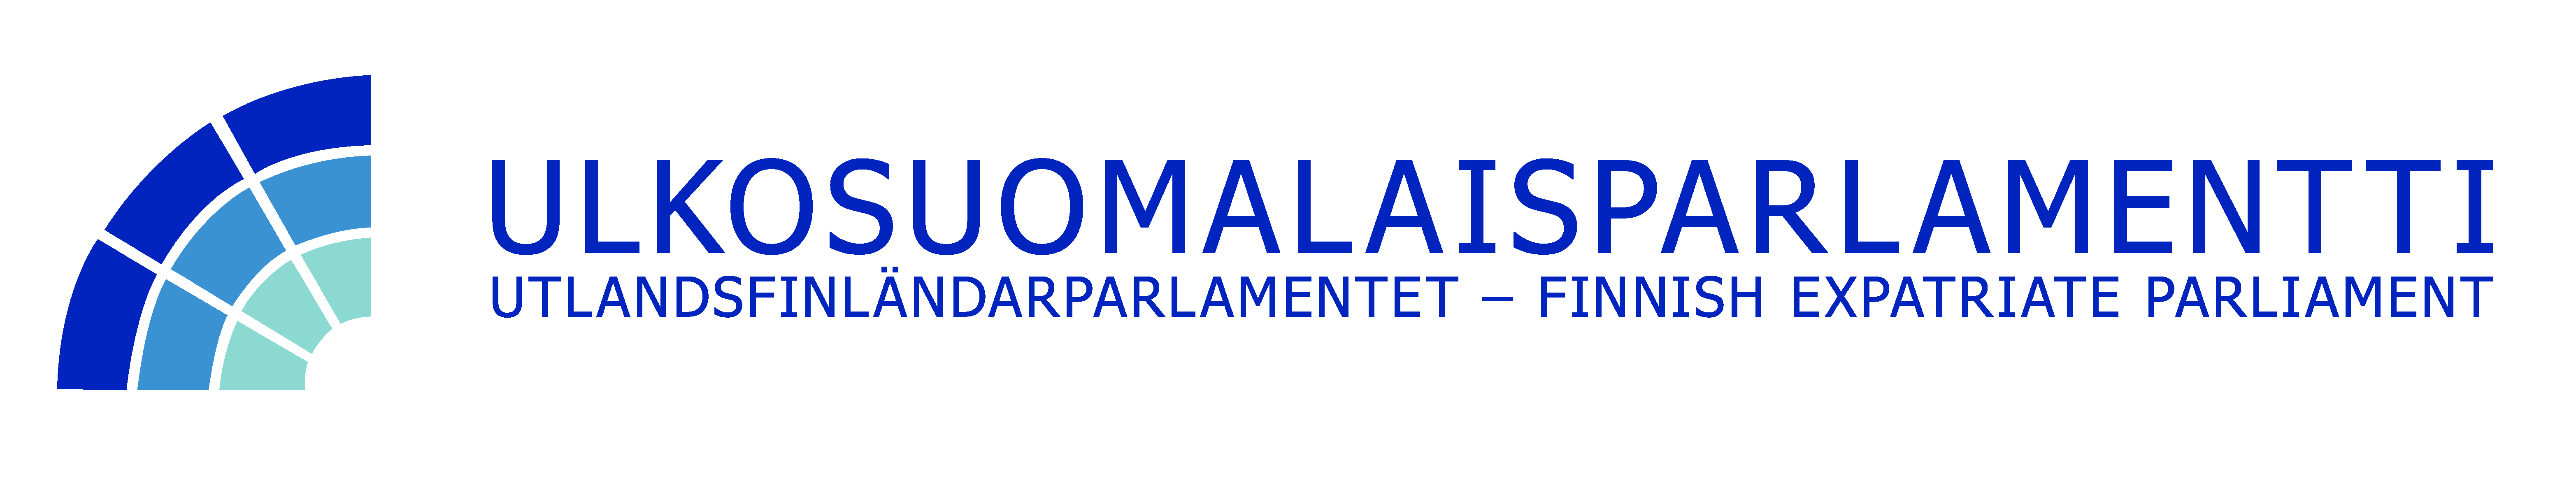 ULKOSUOMALAISPARLAMENTTI
UTLANDSFINLÄNDARPARLAMENTET – FINNISH EXPATRIATE PARLIAMENT